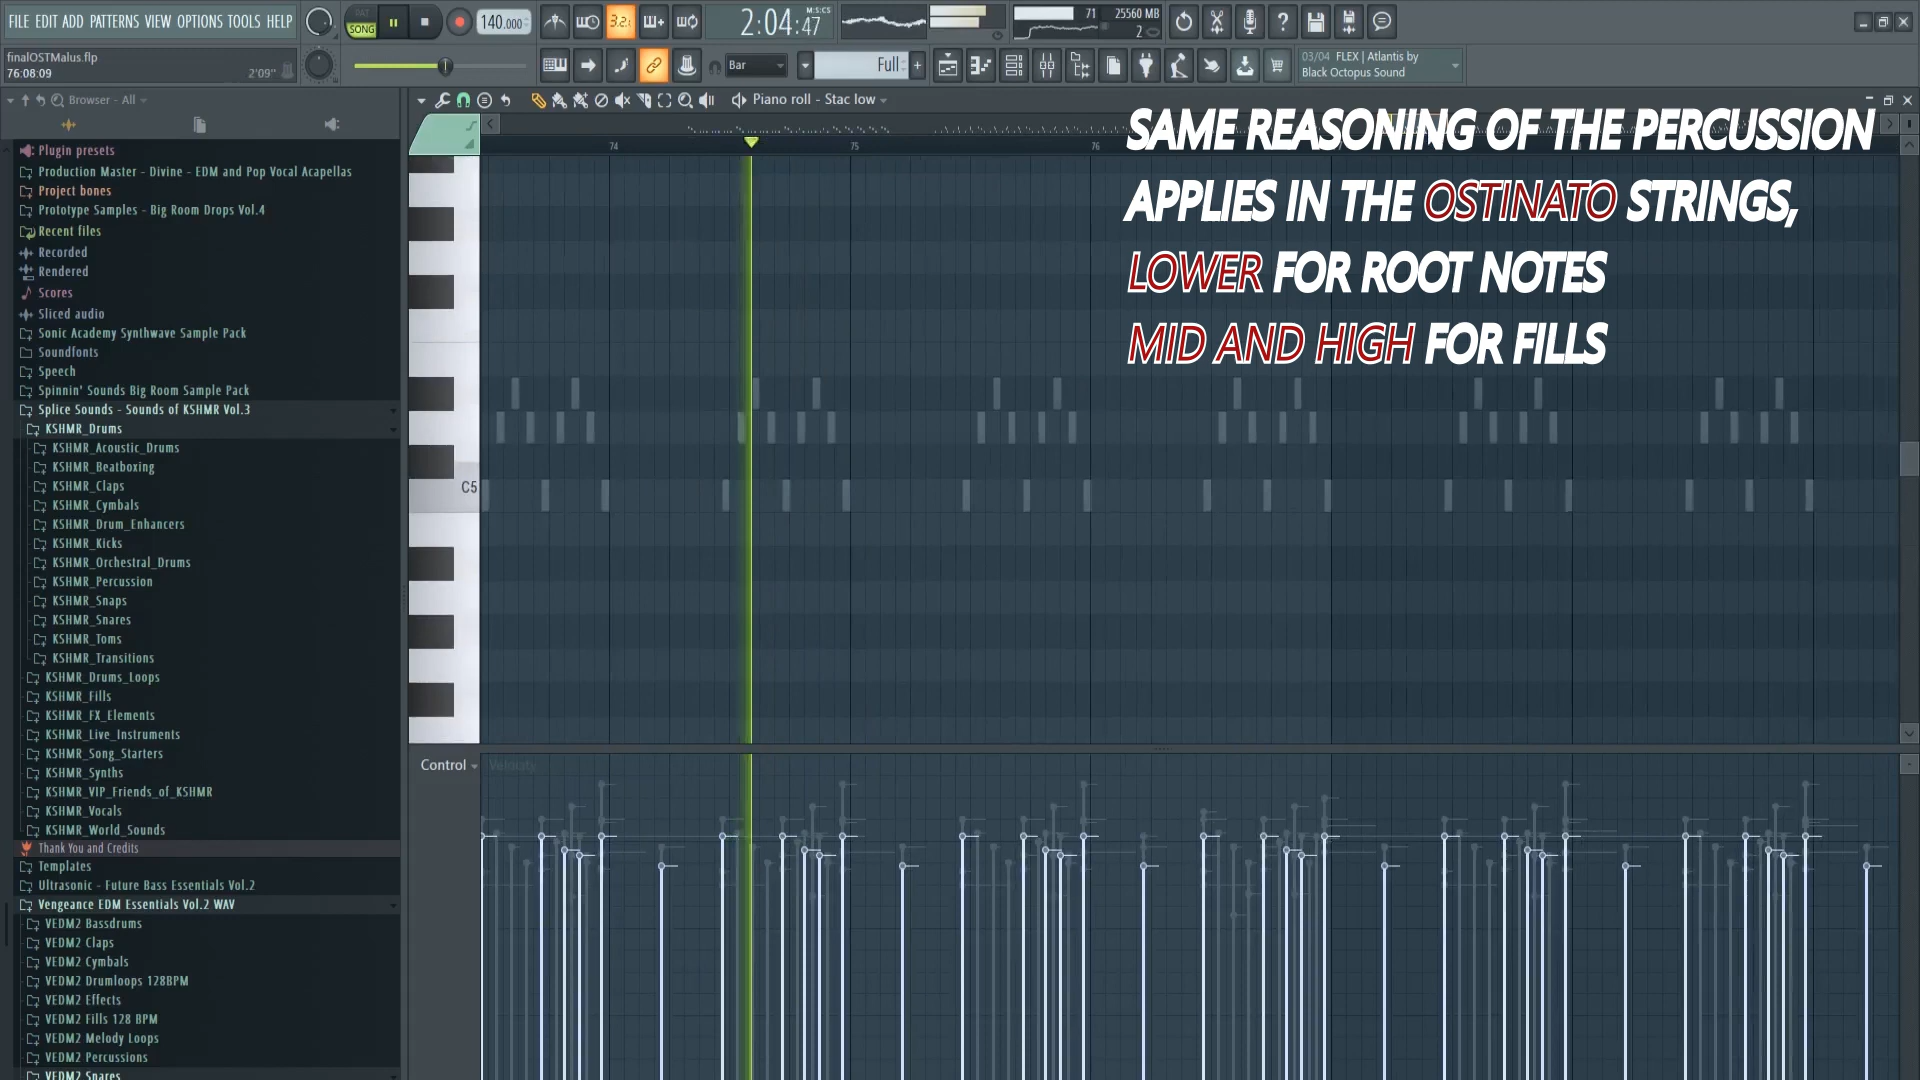 FILE EDIT ADD PATTERNS VIEW OPTIONS TOOLS HELP
PAT
SONG
140.000
3.2.
2:04:47
M:S:CS
71
25560 MB
2
finalOSTMalus.flp
76:08:09
2'09"
Bar
Full
03/04 FLEX | Atlantis by
Black Octopus Sound
Browser - All
Piano roll - Stac low
SAME REASONING OF THE PERCUSSION
APPLIES IN THE OSTINATO STRINGS,
LOWER FOR ROOT NOTES
MID AND HIGH FOR FILLS
74
75
76
C5
Control
Velocity
Plugin presets
Production Master - Divine - EDM and Pop Vocal Acapellas
Project bones
Prototype Samples - Big Room Drops Vol.4
Recent files
Recorded
Rendered
Scores
Sliced audio
Sonic Academy Synthwave Sample Pack
Soundfonts
Speech
Spinnin' Sounds Big Room Sample Pack
Splice Sounds - Sounds of KSHMR Vol.3
KSHMR_Drums
KSHMR_Acoustic_Drums
KSHMR_Beatboxing
KSHMR_Claps
KSHMR_Cymbals
KSHMR_Drum_Enhancers
KSHMR_Kicks
KSHMR_Orchestral_Drums
KSHMR_Percussion
KSHMR_Snaps
KSHMR_Snares
KSHMR_Toms
KSHMR_Transitions
KSHMR_Drums_Loops
KSHMR_Fills
KSHMR_FX_Elements
KSHMR_Live_Instruments
KSHMR_Song_Starters
KSHMR_Synths
KSHMR_VIP_Friends_of_KSHMR
KSHMR_Vocals
KSHMR_World_Sounds
Thank You and Credits
Templates
Ultrasonic - Future Bass Essentials Vol.2
Vengeance EDM Essentials Vol.2 WAV
VEDM2 Bassdrums
VEDM2 Claps
VEDM2 Cymbals
VEDM2 Drumloops 128BPM
VEDM2 Effects
VEDM2 Fills 128 BPM
VEDM2 Melody Loops
VEDM2 Percussions
VEDM2 Snares